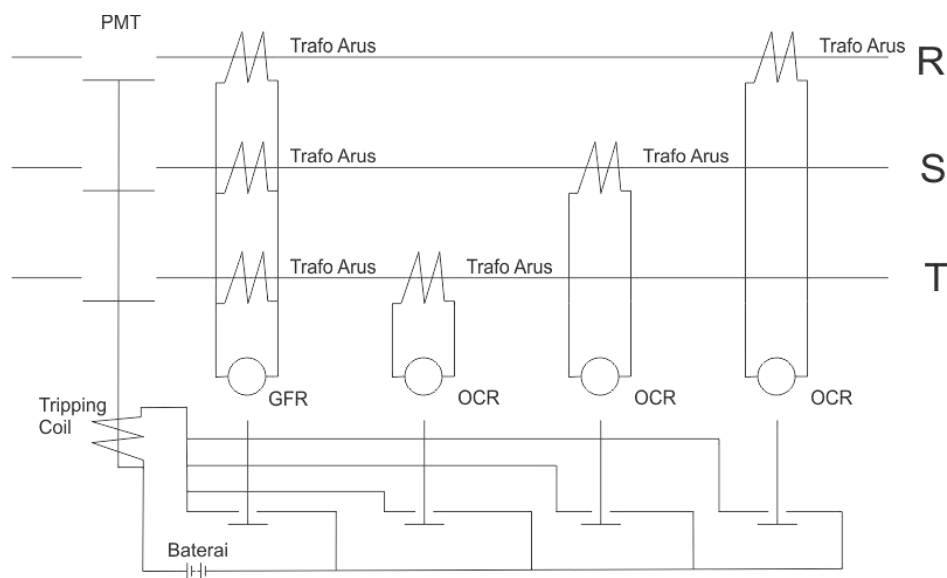 PMT
Trafo Arus
Trafo Arus
R
Trafo Arus
Trafo Arus
S
Trafo Arus
Trafo Arus
T
GFR
OCR
OCR
OCR
Tripping
Coil
Baterai